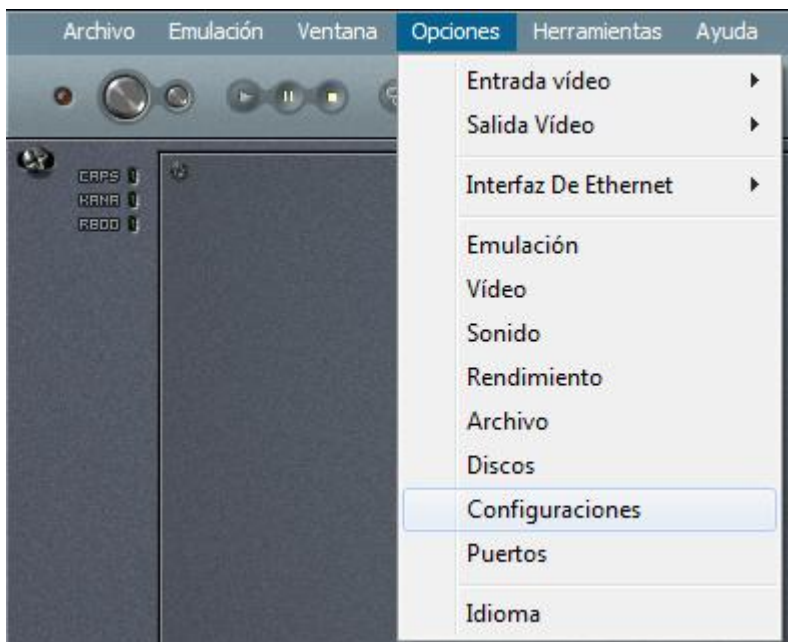 Archivo Emulación Ventana Opciones Herramientas Ayuda
Entrada vídeo
Salida Vídeo
Interfaz De Ethernet
Emulación
Vídeo
Sonido
Rendimiento
Archivo
Discos
Configuraciones
Puertos
Idioma
CAPS
KANA